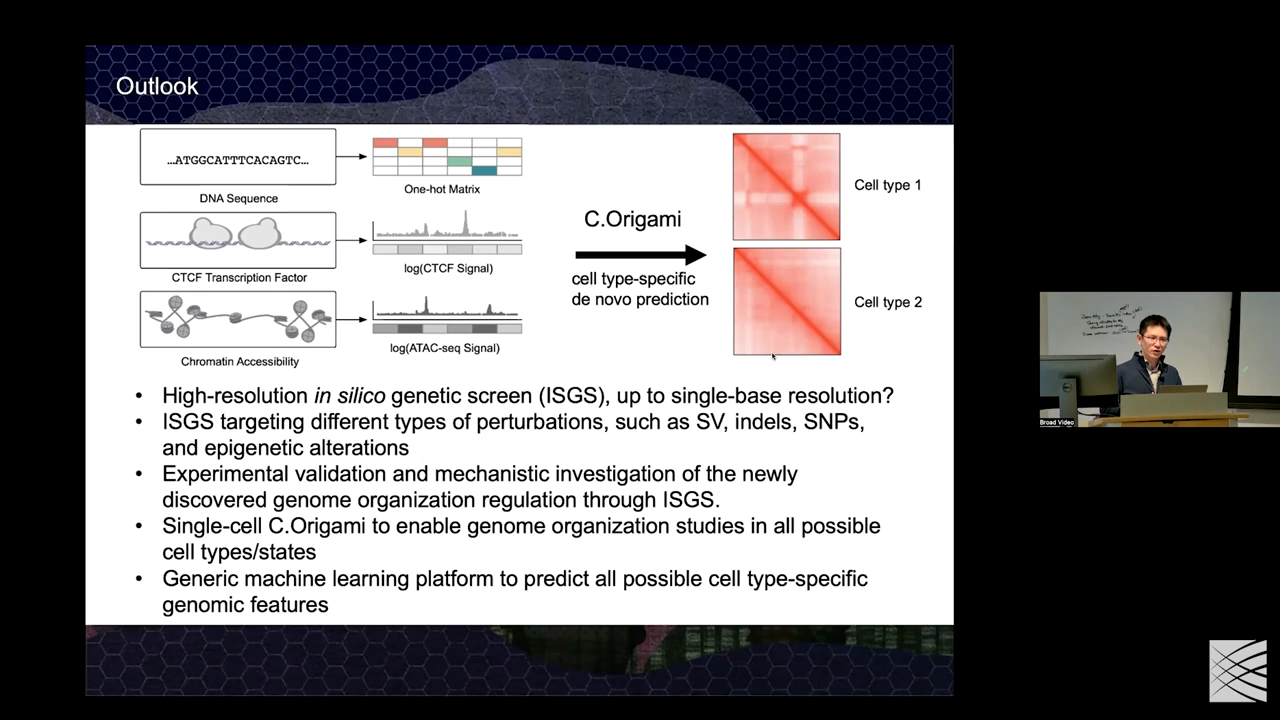 Outlook
...ATGGCATTTCACAGTC...
DNA Sequence
One-hot Matrix
CTCF Transcription Factor
log(CTCF Signal)
Chromatin Accessibility
log(ATAC-seq Signal)
C.Origami
cell type-specific
de novo prediction
Cell type 1
Cell type 2
• High-resolution in silico genetic screen (ISGS), up to single-base resolution?
• ISGS targeting different types of perturbations, such as SV, indels, SNPs,
and epigenetic alterations
• Experimental validation and mechanistic investigation of the newly
discovered genome organization regulation through ISGS.
• Single-cell C.Origami to enable genome organization studies in all possible
cell types/states
• Generic machine learning platform to predict all possible cell type-specific
genomic features
Broad Video